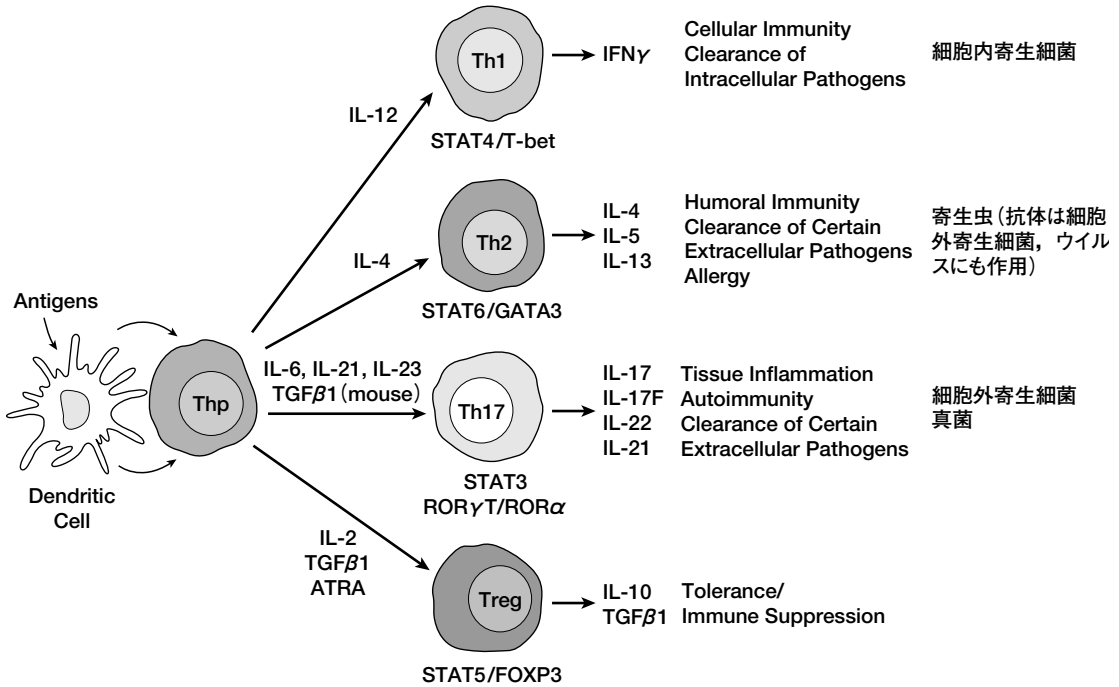 Th1
IFNγ
Cellular Immunity
Clearance of
Intracellular Pathogens
細胞内寄生細菌
IL-12
STAT4/T-bet
Th2
IL-4
IL-5
IL-13
Humoral Immunity
Clearance of Certain
Extracellular Pathogens
Allergy
寄生虫（抗体は細胞
外寄生細菌，ウイル
スにも作用）
IL-4
STAT6/GATA3
Antigens
Thp
Dendritic
Cell
IL-6, IL-21, IL-23
TGFβ1（mouse）
Th17
IL-17
IL-17F
IL-22
IL-21
Tissue Inflammation
Autoimmunity
Clearance of Certain
Extracellular Pathogens
細胞外寄生細菌
真菌
STAT3
RORγT/RORα
IL-2
TGFβ1
ATRA
Treg
IL-10
TGFβ1
Tolerance/
Immune Suppression
STAT5/FOXP3